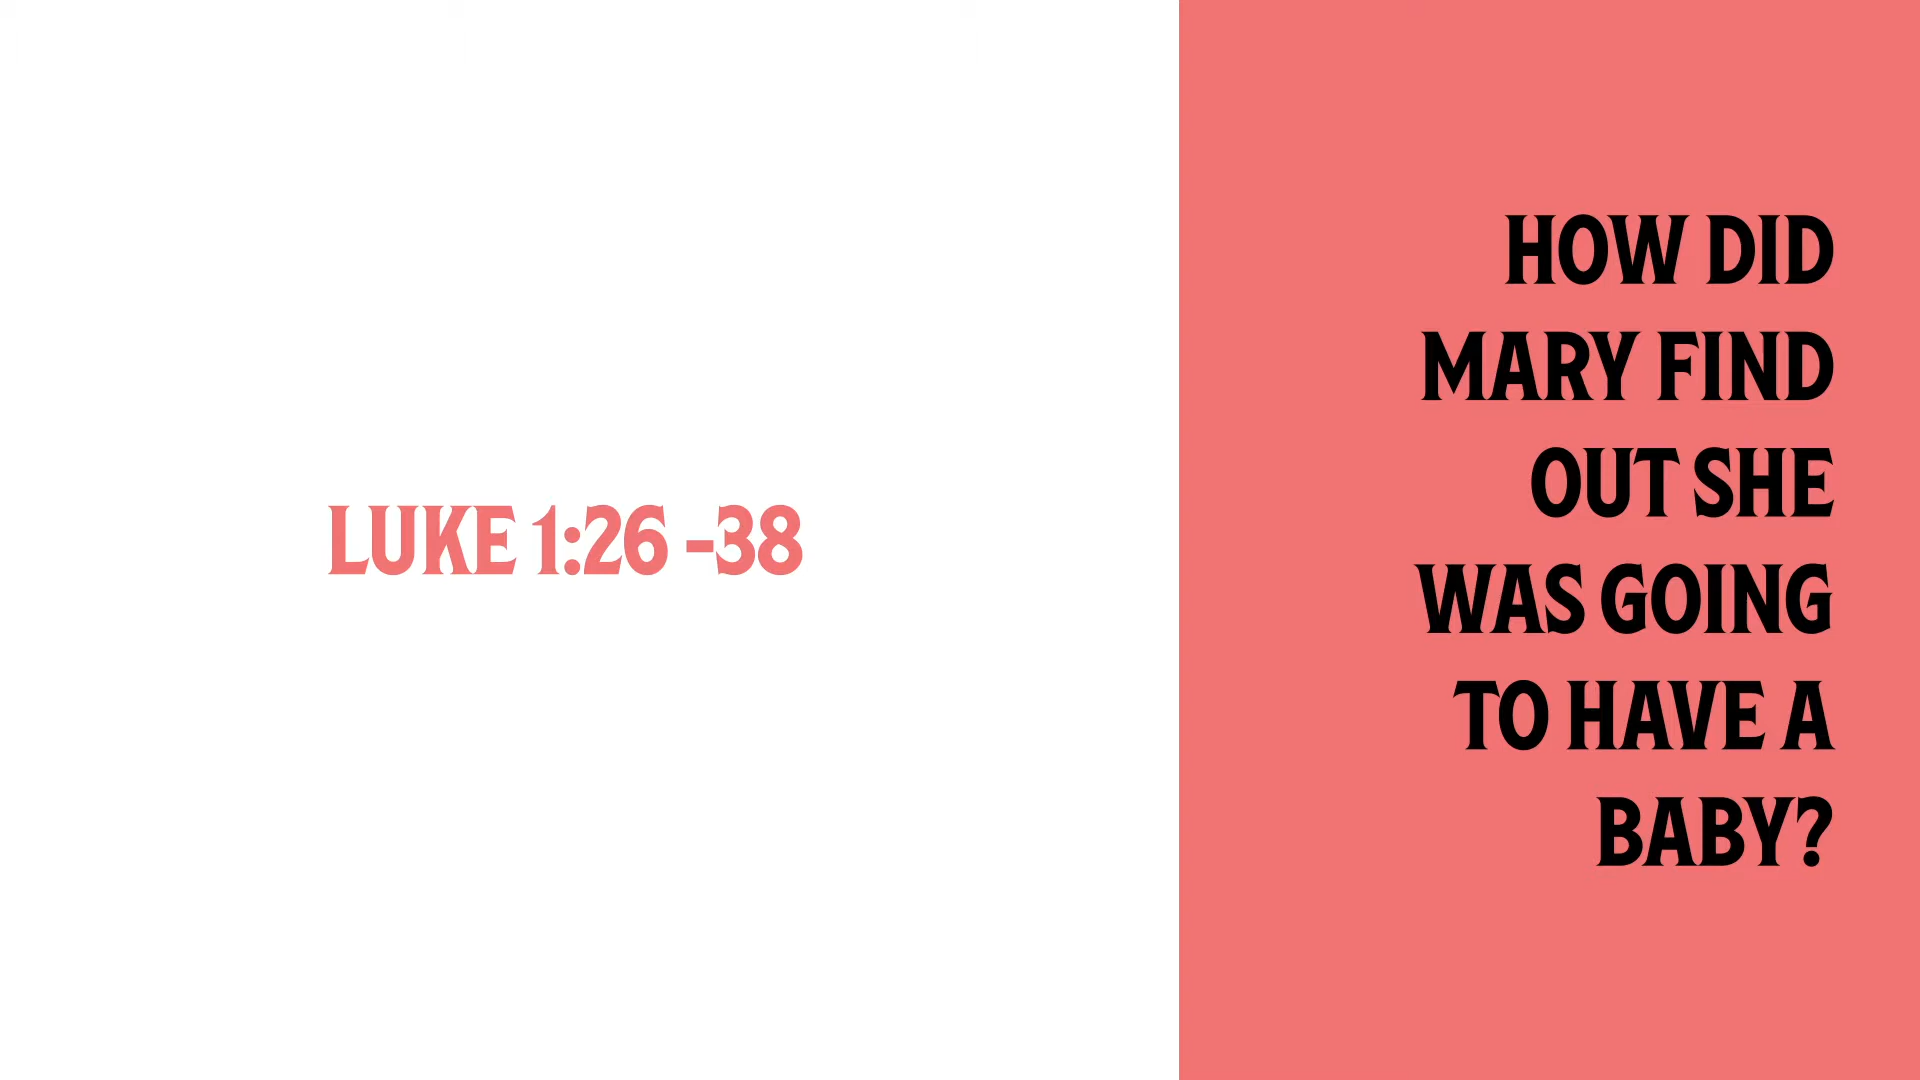 LUKE 1:26 -38
HOW DID
MARY FIND
OUT SHE
WAS GOING
TO HAVE A
BABY?